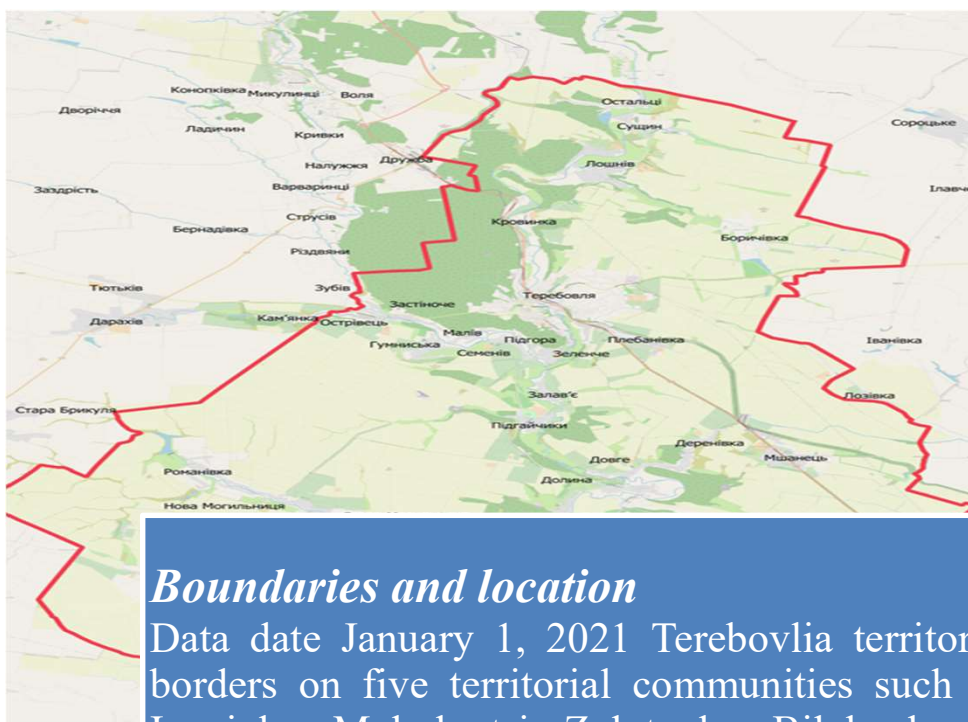 Конопківка Микулинці Воля
Дворіччя
Остальці
Ладичин
Сущин
Сороцьке
Кривки
Дружба
Налужжя
Лошнів
Варваринці
Заздрість
Ілавч
Струсів
Кровинка
Бернадівка
Боричівка
Різдвяни
Тютьків
Зубів
Теребовля
Застіноче
Дарахів
Кам'янка
Острівець
Малів
Підгора
Плебанівка
Іванівка
Гумниська
Семенів
Зеленче
Залав'є
Лозівка
Стара Брикуля
Підгайчики
Деренівка
Довге
Мшанець
Романівка
Долина
Нова Могильниця
Boundaries and location
Data date January 1, 2021 Terebovlia territor
borders on five territorial communities such